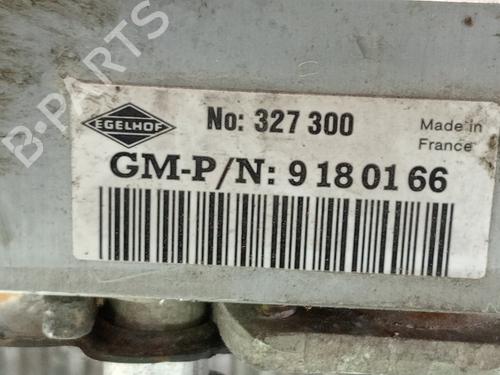 B-PARTS
EGELHOF
No: 327 300
Made in
France
GM-P/N: 9 18 01 66